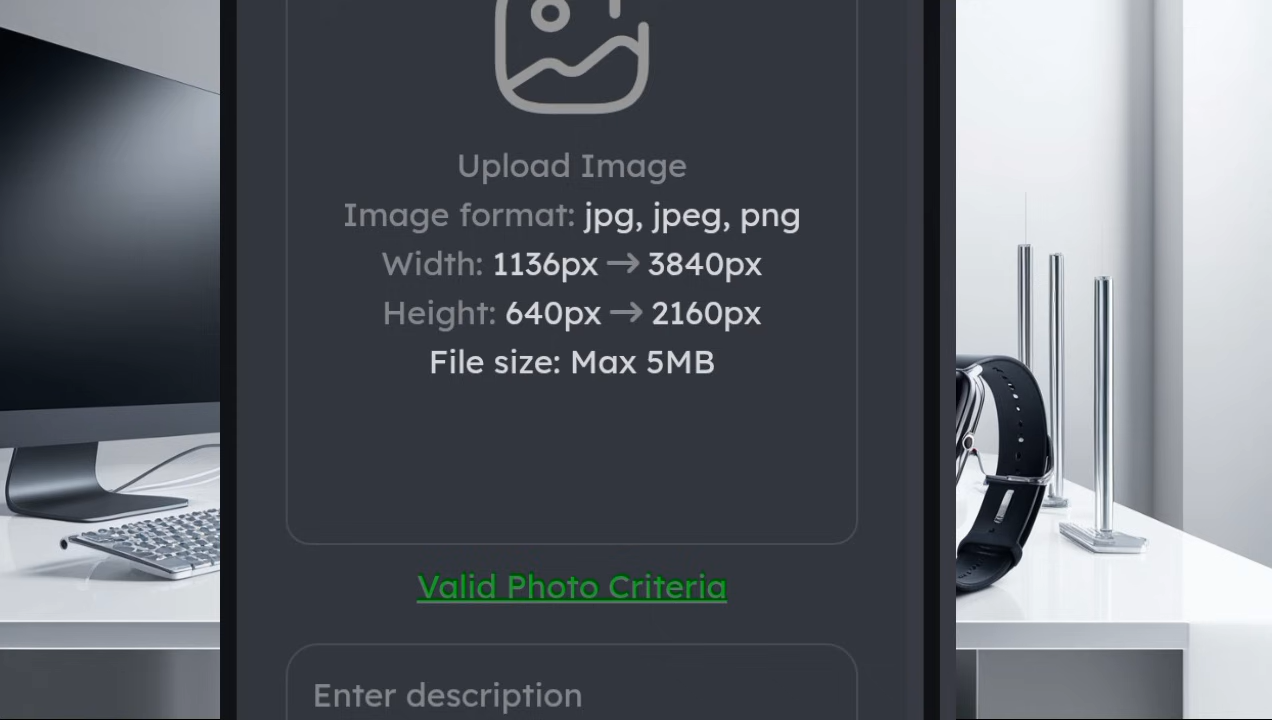 Upload Image
Image format: jpg, jpeg, png
Width: 1136px → 3840px
Height: 640px → 2160px
File size: Max 5MB
Valid Photo Criteria
Enter description